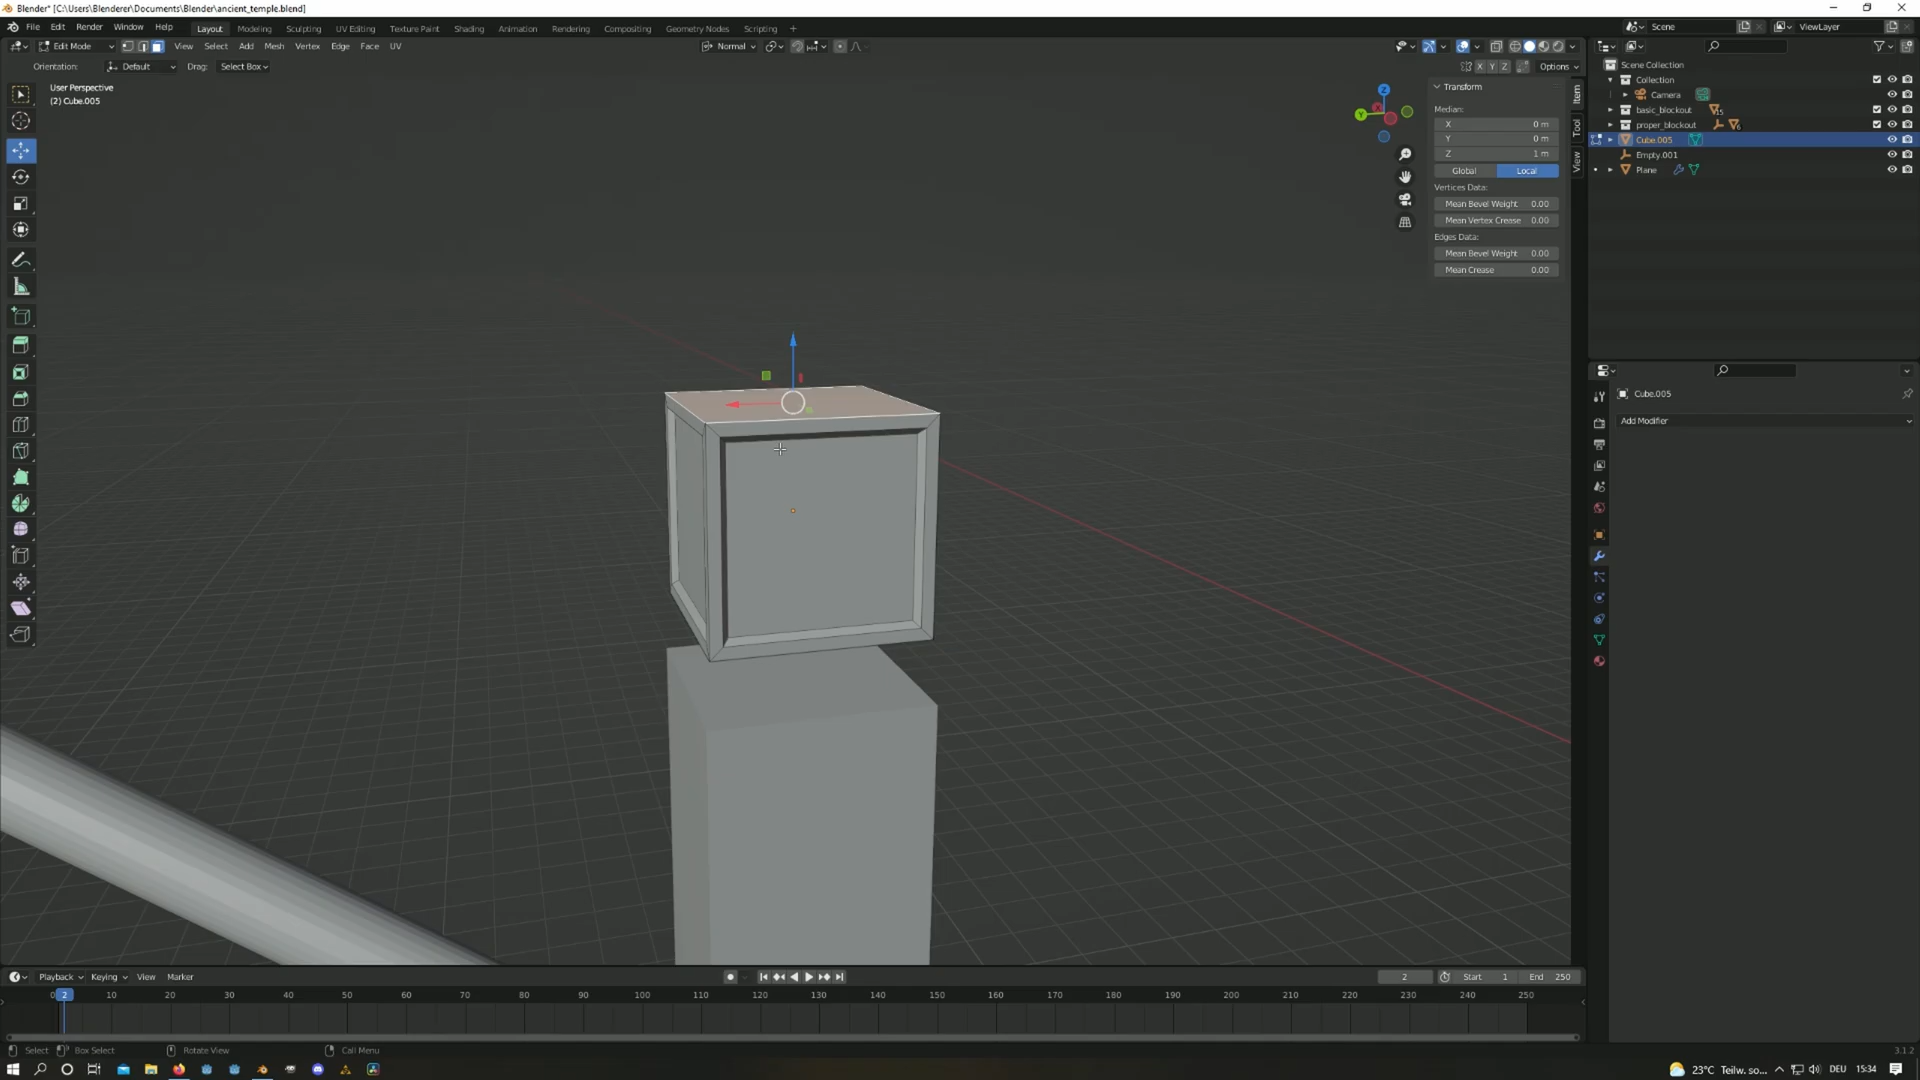 Blender* [C:\Users\Blenderer\Documents\Blender\ancient_temple.blend]
File Edit Render Window Help Layout Modeling Sculpting UV Editing Texture Paint Shading Animation Rendering Compositing Geometry Nodes Scripting + Scene ViewLayer
Edit Mode View Select Add Mesh Vertex Edge Face UV Normal
Orientation: Default Drag: Select Box X Y Z Options
User Perspective
(2) Cube.005
Z
Y
X
Transform
Median:
X 0 m
Y 0 m
Z 1 m
Global Local
Vertices Data:
Mean Bevel Weight 0.00
Mean Vertex Crease 0.00
Edges Data:
Mean Bevel Weight 0.00
Mean Crease 0.00
Item
Tool
View
Scene Collection
Collection
Camera
basic_blockout 15
proper_blockout 6
Cube.005
Empty.001
Plane
Cube.005
Add Modifier
Playback Keying View Marker 2 Start 1 End 250
0 2 10 20 30 40 50 60 70 80 90 100 110 120 130 140 150 160 170 180 190 200 210 220 230 240 250
Select Box Select Rotate View Call Menu 3.1.2
23°C Teilw. so... DEU 15:34